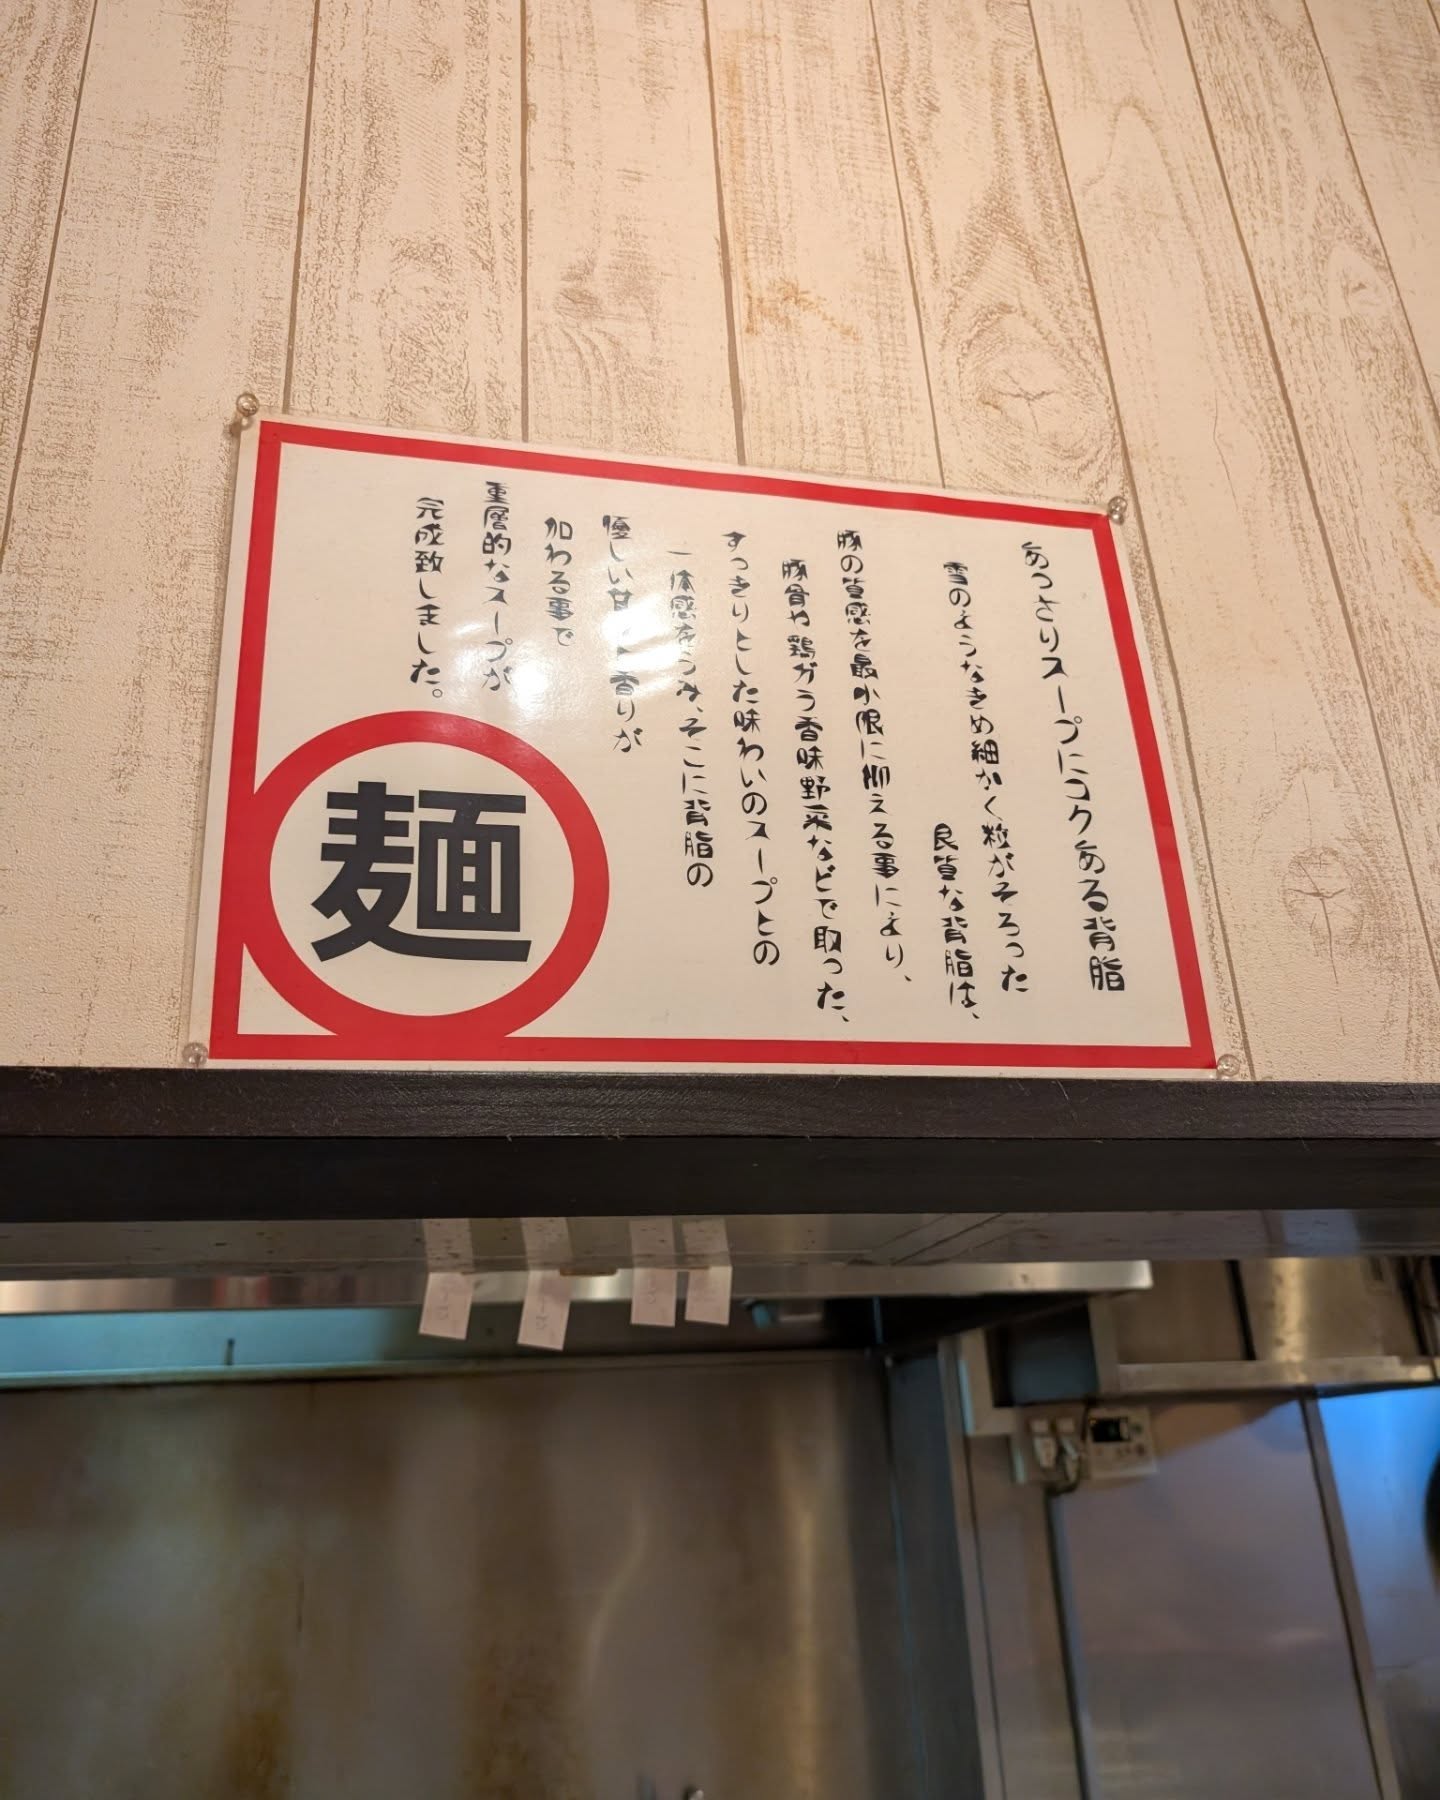 あっさりスープにコクある背脂
雪のようなきめ細かく粒がそろった
良質な背脂は、
豚の質感を最小限に抑える事により、
豚骨や鶏ガラ香味野菜などで取った、
すっきりとした味わいのスープとの
一体感をうみ、そこに背脂の
優しい甘香りが
加わる事で
重層的なスープが
完成致しました。
麺